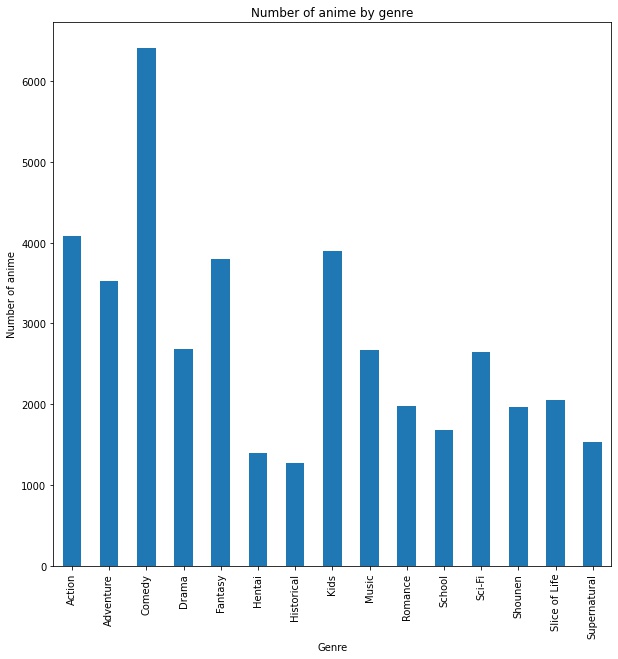 Number of anime by genre
Number of anime
6000
5000
4000
3000
2000
1000
0
Action
Adventure
Comedy
Drama
Fantasy
Hentai
Historical
Kids
Music
Romance
School
Sci-Fi
Shounen
Slice of Life
Supernatural
Genre